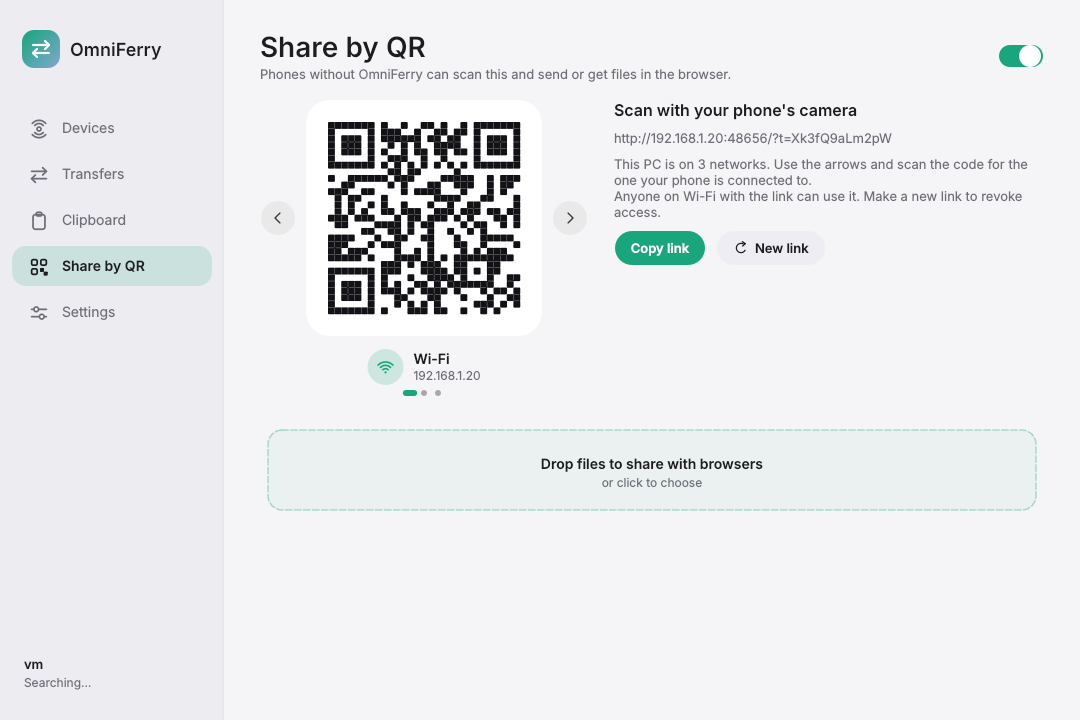 OmniFerry
Devices
Transfers
Clipboard
Share by QR
Settings
vm
Searching...
Share by QR
Phones without OmniFerry can scan this and send or get files in the browser.
Wi-Fi
192.168.1.20
Scan with your phone's camera
http://192.168.1.20:48656/?t=Xk3fQ9aLm2pW
This PC is on 3 networks. Use the arrows and scan the code for the
one your phone is connected to.
Anyone on Wi-Fi with the link can use it. Make a new link to revoke
access.
Copy link
New link
Drop files to share with browsers
or click to choose